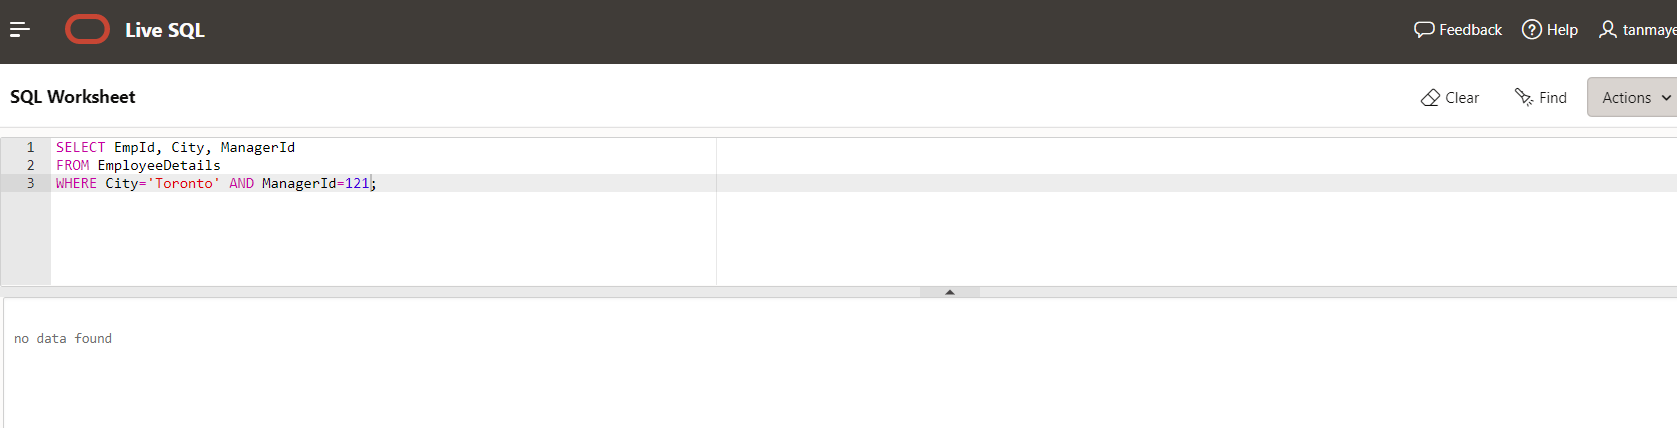 Live SQL
Feedback
Help
tanmaye
SQL Worksheet
Clear
Find
Actions
1 SELECT EmpId, City, ManagerId
2 FROM EmployeeDetails
3 WHERE City='Toronto' AND ManagerId=121;
no data found